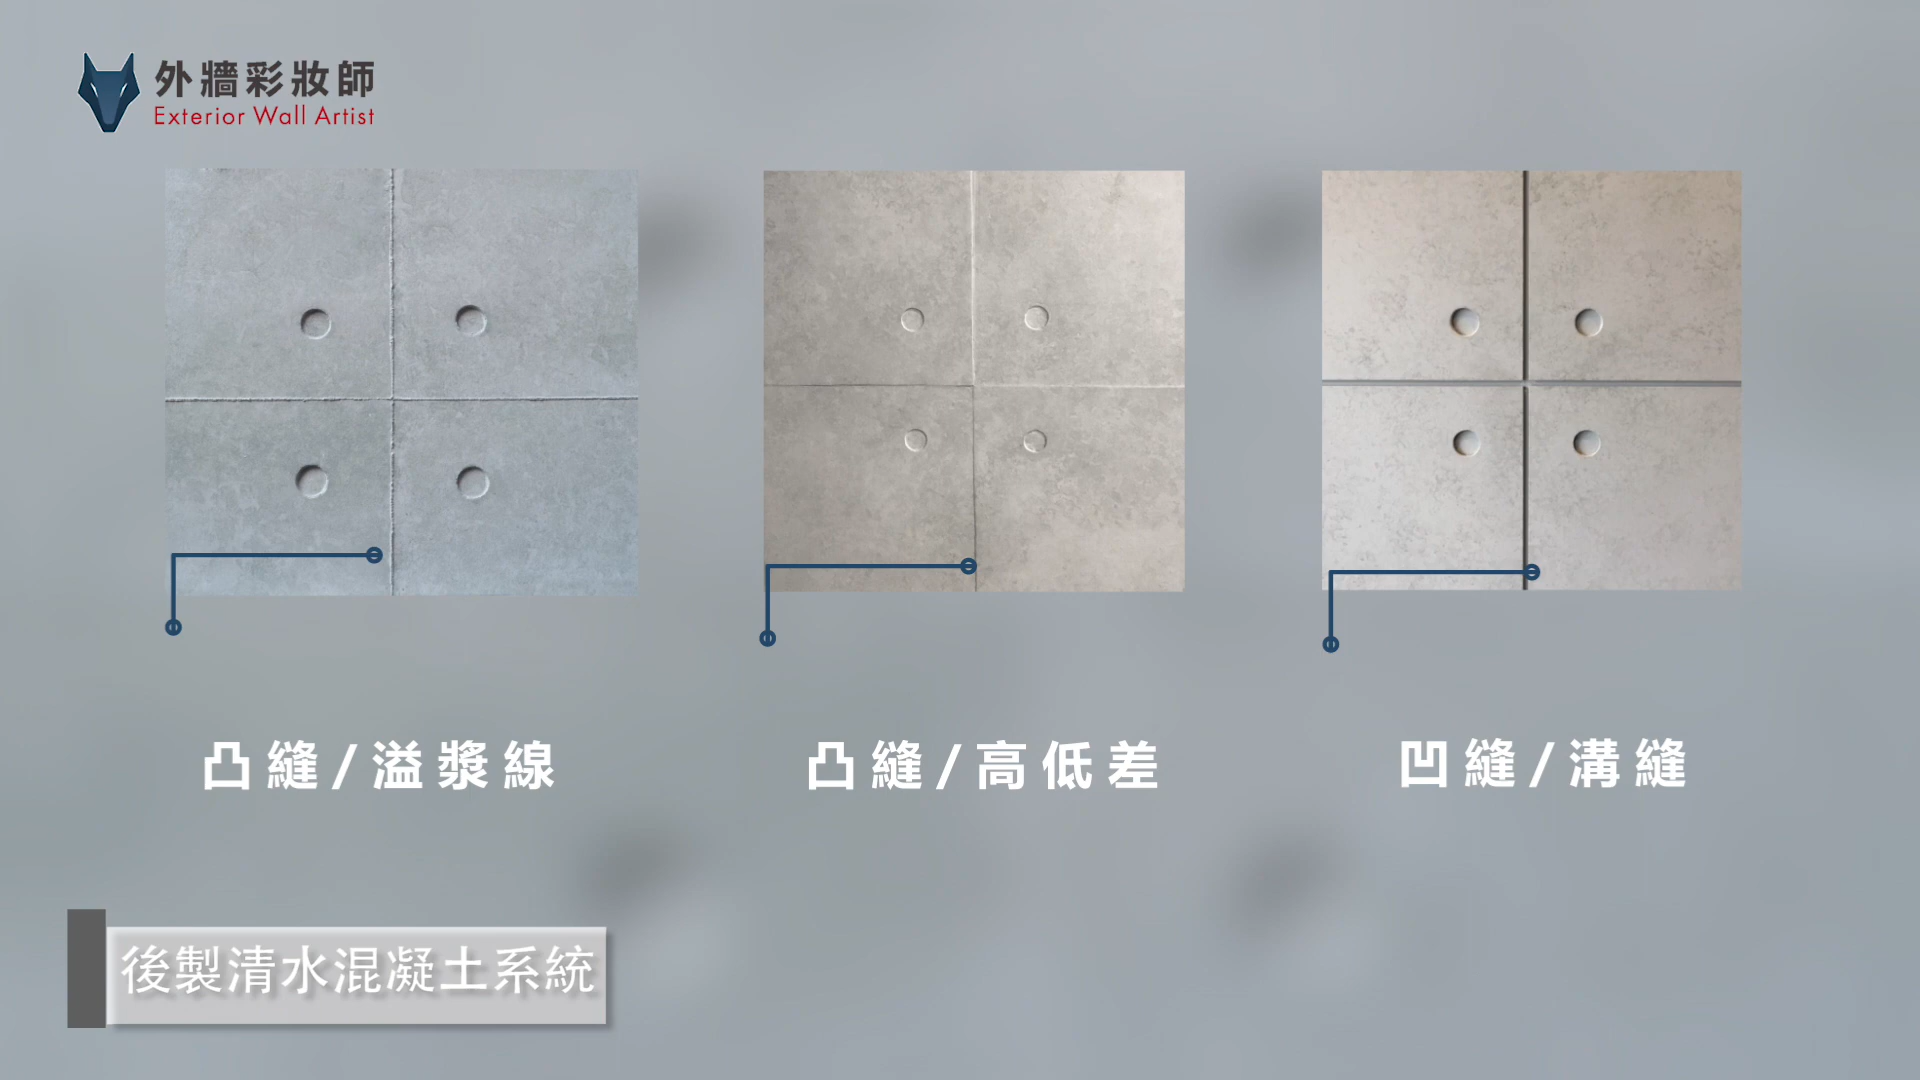 外牆彩妝師
Exterior Wall Artist
凸縫/溢漿線
凸縫/高低差
凹縫/溝縫
後製清水混凝土系統